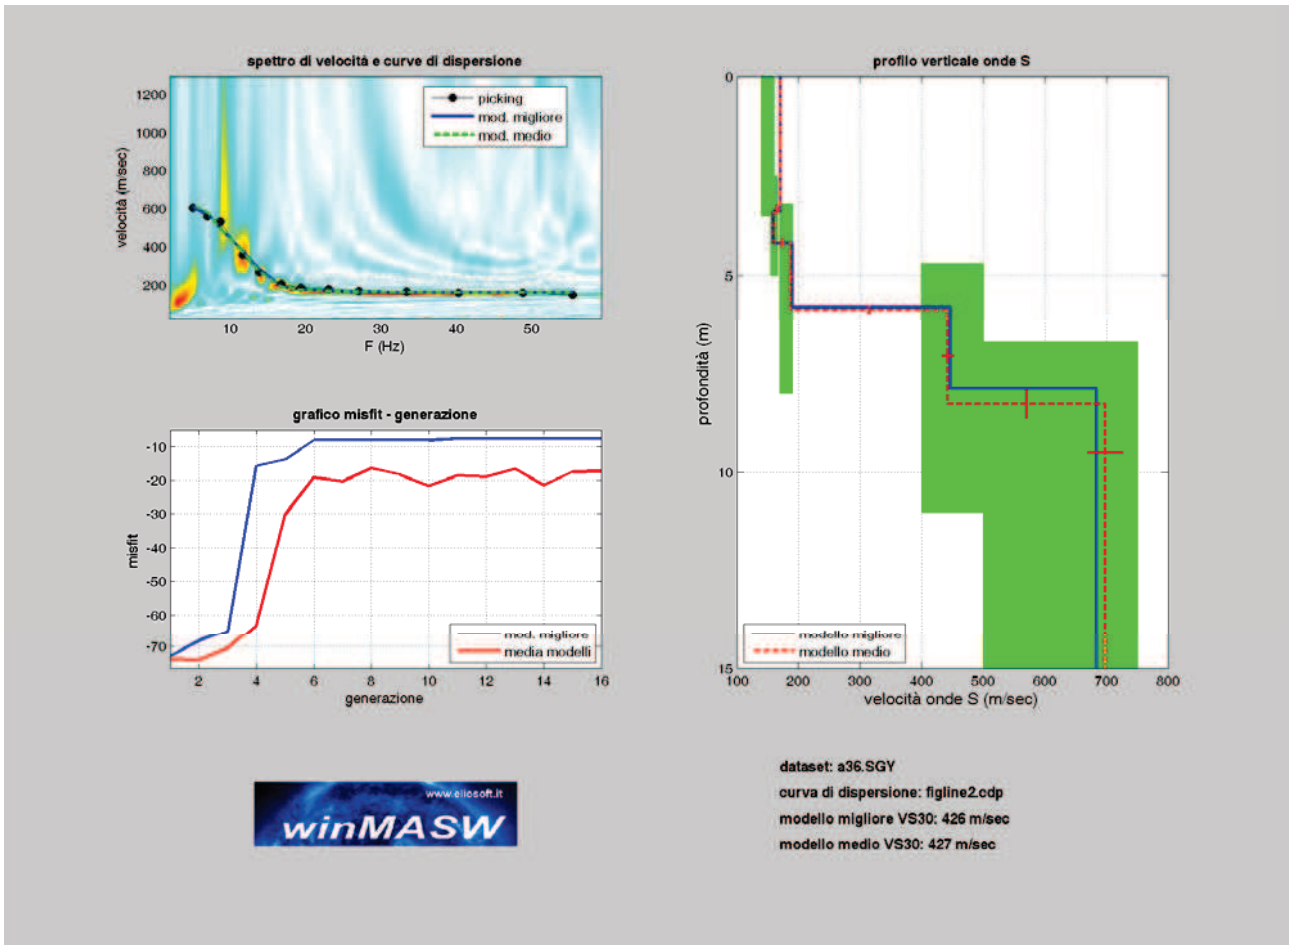 spettro di velocità e curve di dispersione
1200
1000
800
600
400
200
velocità (m/sec)
picking
mod. migliore
mod. medio
10
20
30
40
50
F (Hz)
grafico misfit - generazione
-10
-20
-30
-40
-50
-60
-70
misfit
mod. migliore
media modelli
2
4
6
8
10
12
14
16
generazione
www.eliosoft.it
winMASW
profilo verticale onde S
0
5
10
15
profondità (m)
modello migliore
modello medio
100
200
300
400
500
600
700
800
velocità onde S (m/sec)
dataset: a36.SGY
curva di dispersione: figline2.cdp
modello migliore VS30: 426 m/sec
modello medio VS30: 427 m/sec